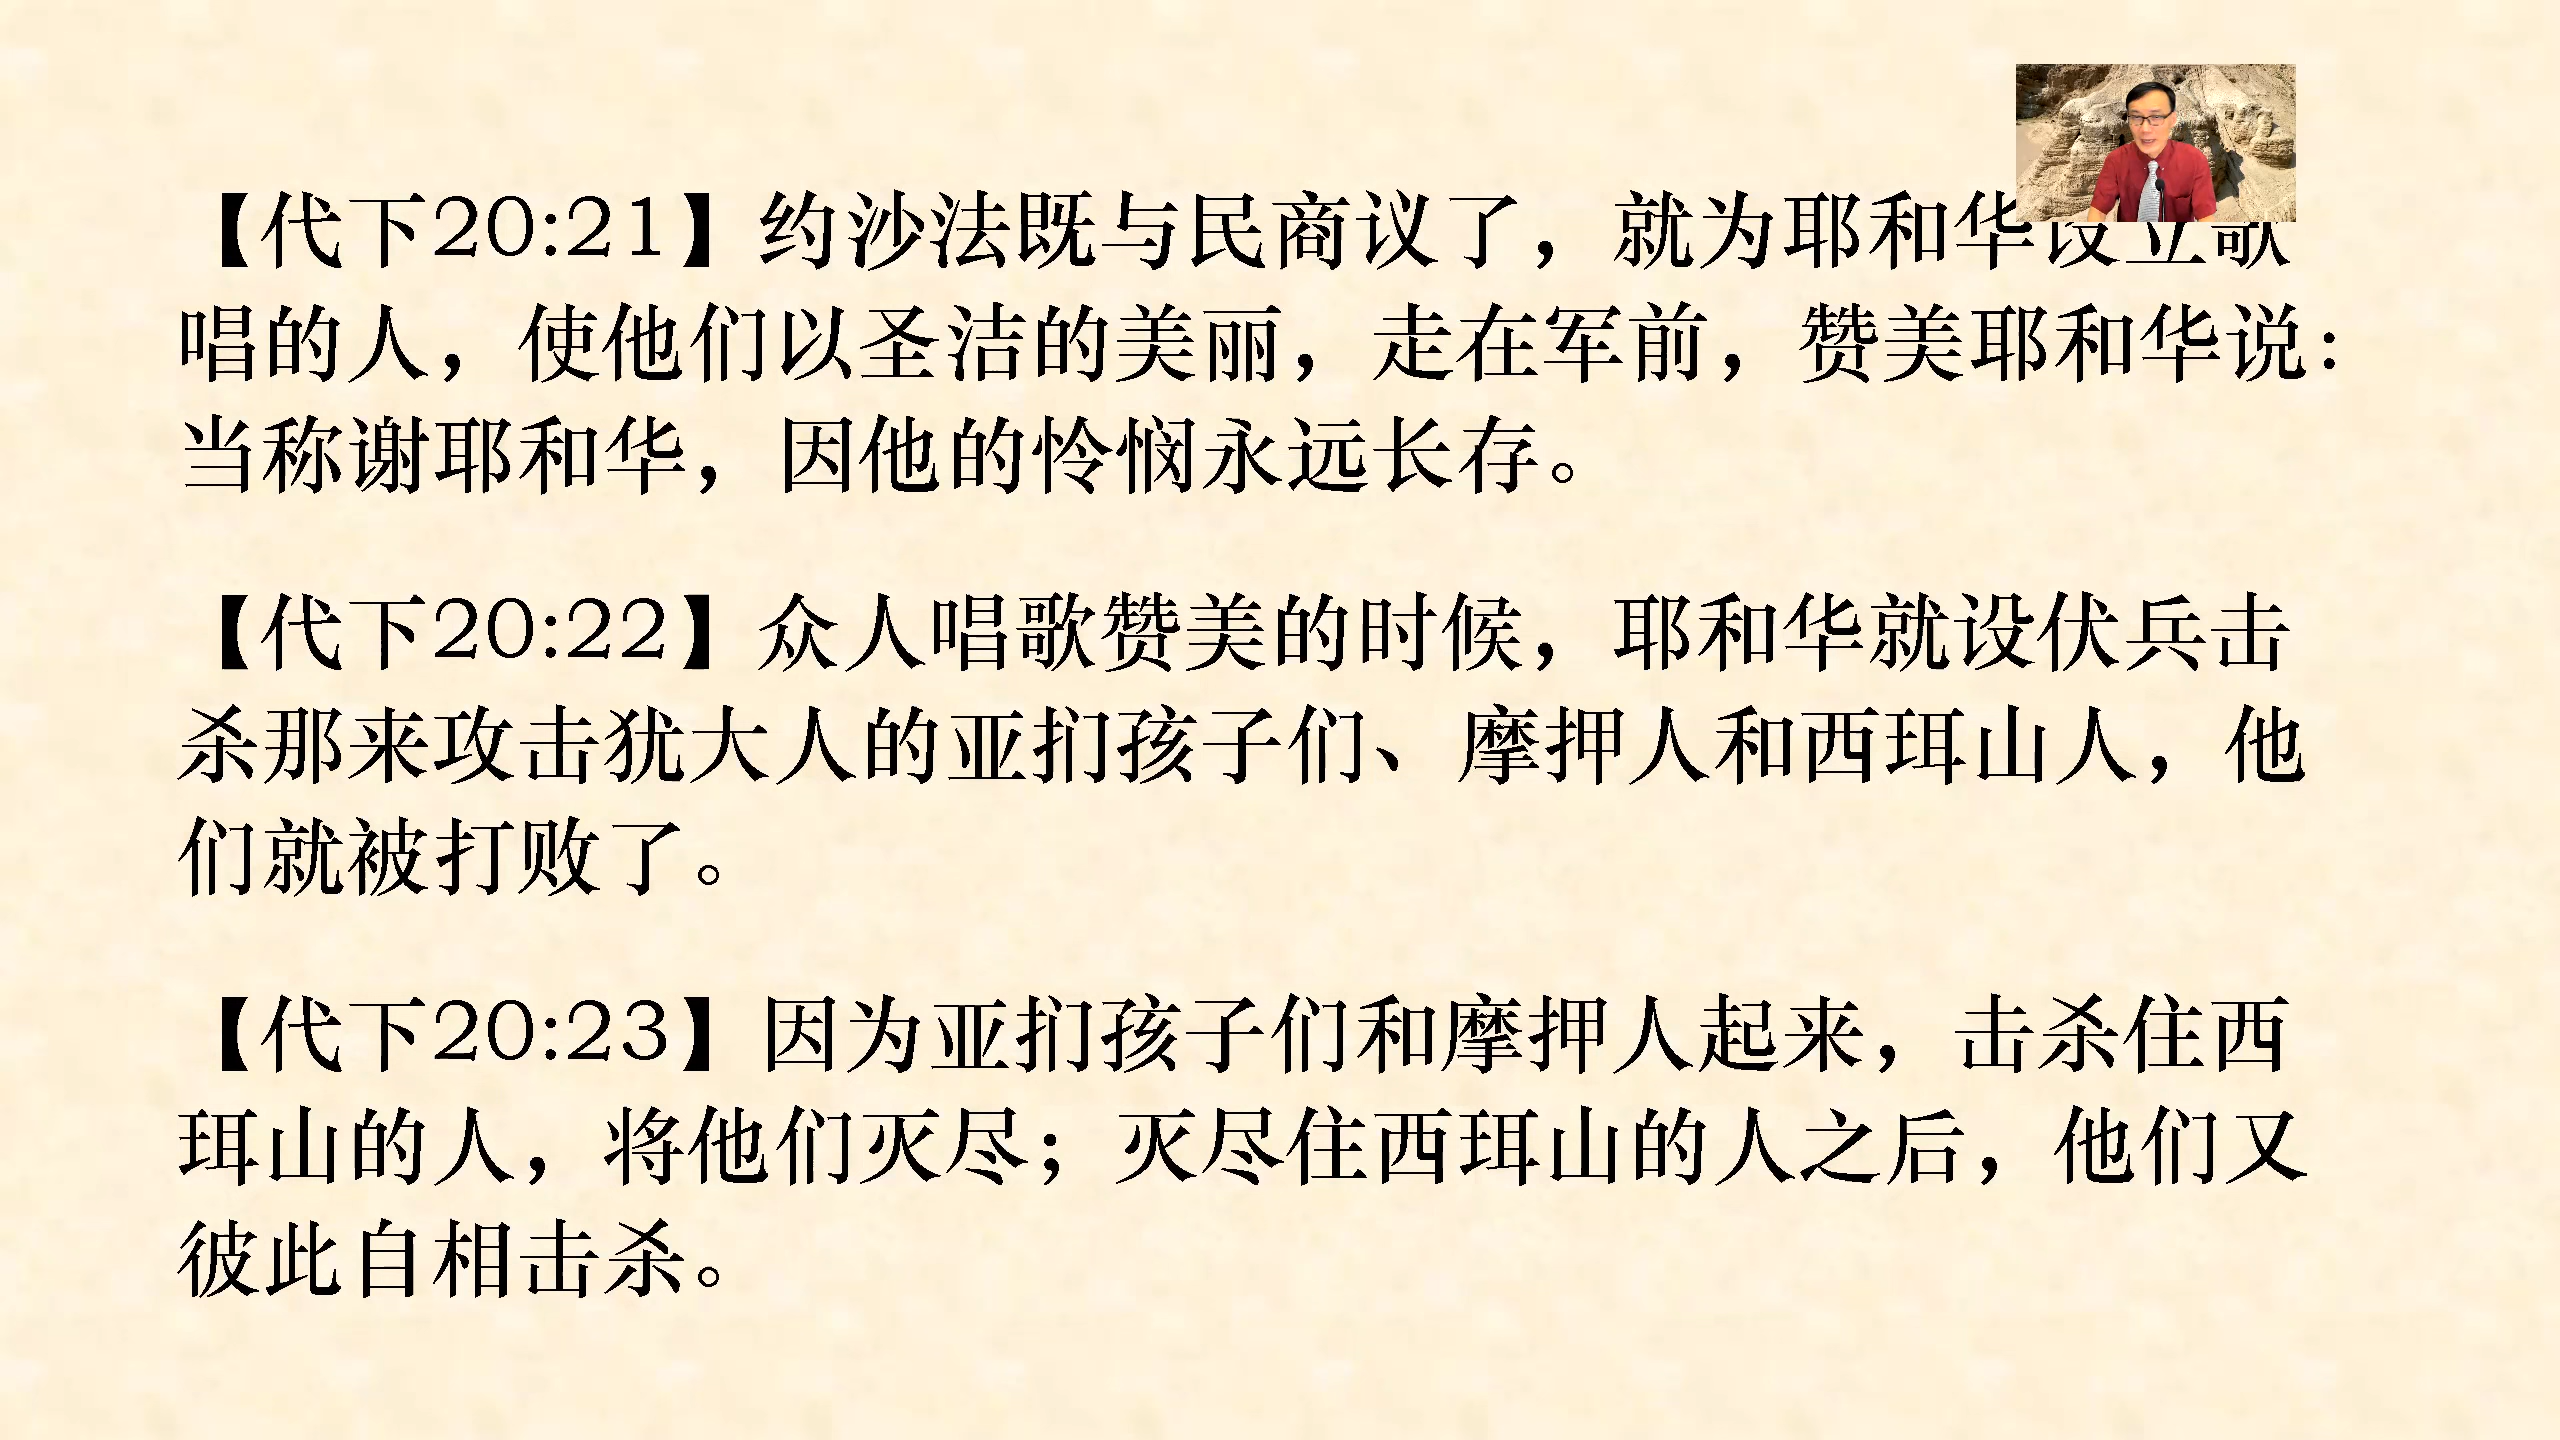 【代下20:21】约沙法既与民商议了，就为耶和华设立歌
唱的人，使他们以圣洁的美丽，走在军前，赞美耶和华说：
当称谢耶和华，因他的怜悯永远长存。
【代下20:22】众人唱歌赞美的时候，耶和华就设伏兵击
杀那来攻击犹大人的亚扪孩子们、摩押人和西珥山人，他
们就被打败了。
【代下20:23】因为亚扪孩子们和摩押人起来，击杀住西
珥山的人，将他们灭尽；灭尽住西珥山的人之后，他们又
彼此自相击杀。